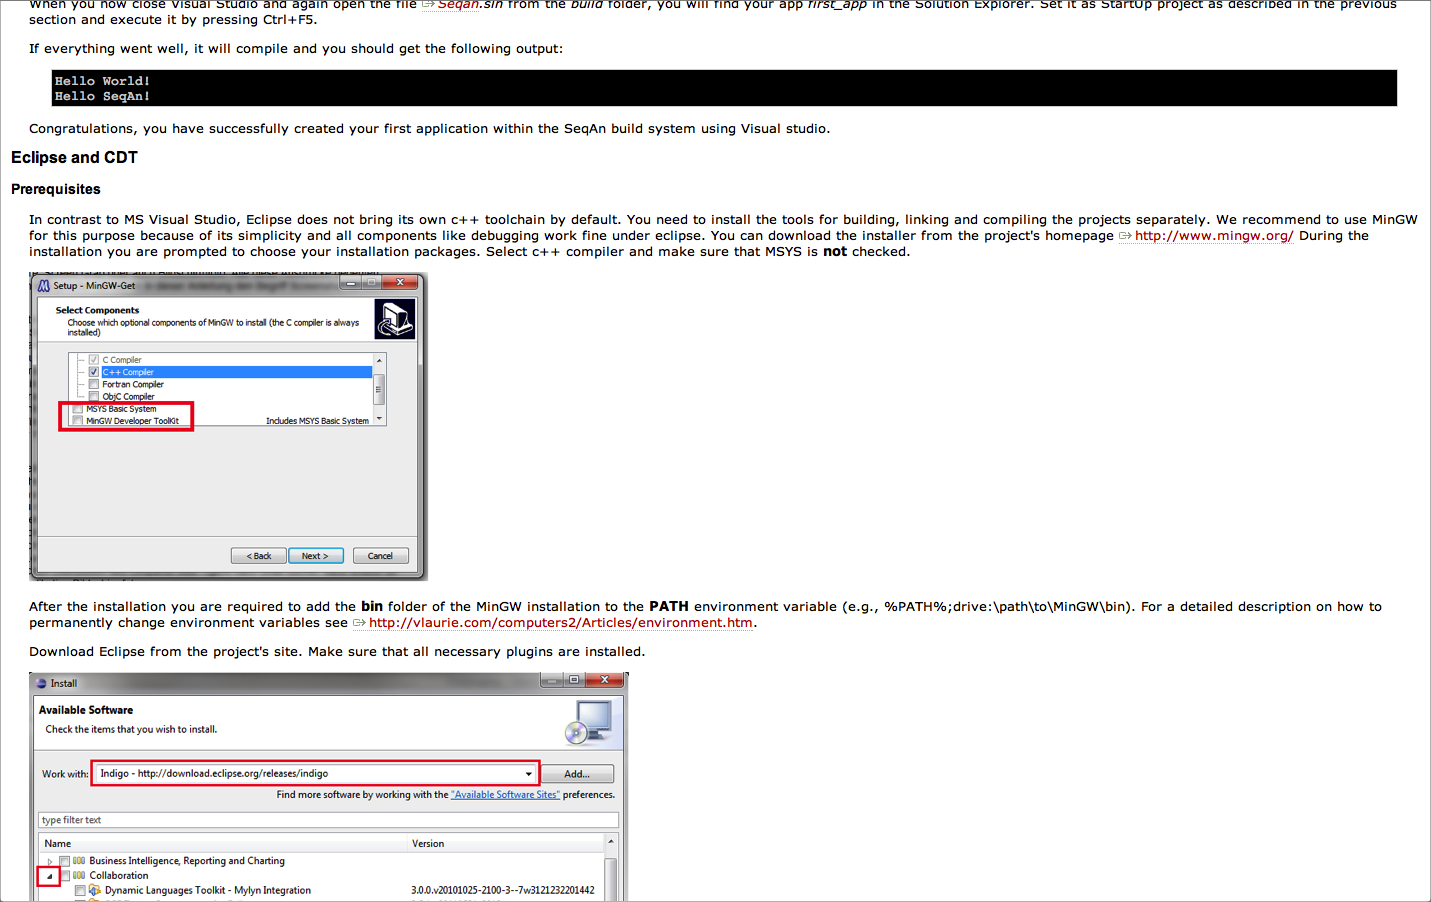 When you now close Visual Studio and again open the file Seqan.sln from the build folder, you will find your app first_app in the Solution Explorer. Set it as StartUp project as described in the previous
section and execute it by pressing Ctrl+F5.
If everything went well, it will compile and you should get the following output:
Hello World!
Hello SeqAn!
Congratulations, you have successfully created your first application within the SeqAn build system using Visual studio.
Eclipse and CDT
Prerequisites
In contrast to MS Visual Studio, Eclipse does not bring its own c++ toolchain by default. You need to install the tools for building, linking and compiling the projects separately. We recommend to use MinGW
for this purpose because of its simplicity and all components like debugging work fine under eclipse. You can download the installer from the project's homepage http://www.mingw.org/ During the
installation you are prompted to choose your installation packages. Select c++ compiler and make sure that MSYS is not checked.
Setup - MinGW-Get
Select Components
Choose which optional components of MinGW to install (the C compiler is always
installed)
C Compiler
C++ Compiler
Fortran Compiler
ObjC Compiler
MSYS Basic System
MinGW Developer ToolKit Includes MSYS Basic System
< Back Next > Cancel
After the installation you are required to add the bin folder of the MinGW installation to the PATH environment variable (e.g., %PATH%;drive:\path\to\MinGW\bin). For a detailed description on how to
permanently change environment variables see http://vlaurie.com/computers2/Articles/environment.htm.
Download Eclipse from the project's site. Make sure that all necessary plugins are installed.
Install
Available Software
Check the items that you wish to install.
Work with: Indigo - http://download.eclipse.org/releases/indigo Add...
Find more software by working with the "Available Software Sites" preferences.
type filter text
Name Version
Business Intelligence, Reporting and Charting
Collaboration
Dynamic Languages Toolkit - Mylyn Integration 3.0.0.v20101025-2100-3--7w3121232201442